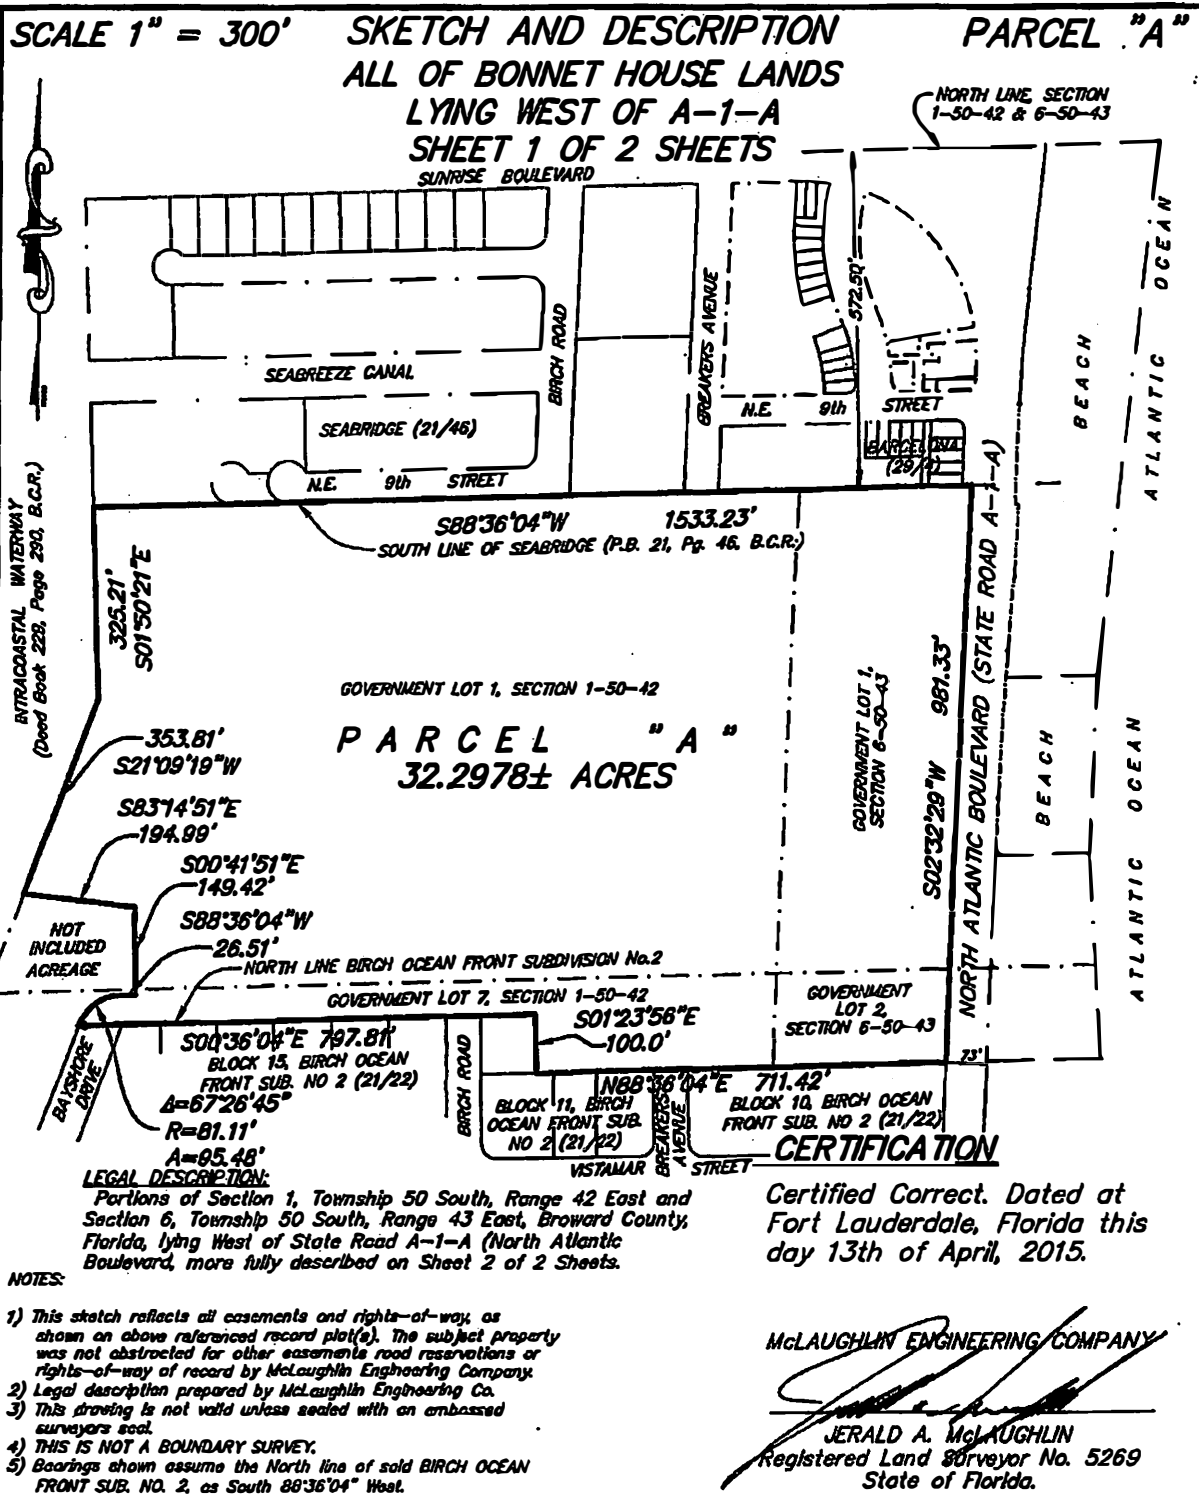 SCALE 1" = 300'
SKETCH AND DESCRIPTION
PARCEL "A"
ALL OF BONNET HOUSE LANDS
LYING WEST OF A-1-A
SHEET 1 OF 2 SHEETS
NORTH LINE SECTION
1-50-42 & 6-50-43
SUNRISE BOULEVARD
572.50'
BIRCH ROAD
BREAKERS AVENUE
SEABREEZE CANAL
SEABRIDGE (21/46)
N.E. 9th STREET
N.E. 9th STREET
BARCELONA
BEACH
ATLANTIC OCEAN
INTRACOASTAL WATERWAY
(Deed Book 229, Page 290, B.C.R.)
S88°36'04"W 1533.23'
SOUTH LINE OF SEABRIDGE (P.B. 21, Pg. 46, B.C.R.)
325.21'
S01°50'21"E
GOVERNMENT LOT 1, SECTION 1-50-42
PARCEL "A"
32.2978± ACRES
GOVERNMENT LOT 1,
SECTION 6-50-43
S02°32'29"W 981.33'
NORTH ATLANTIC BOULEVARD (STATE ROAD A-1-A)
BEACH
ATLANTIC OCEAN
353.81'
S21°09'19"W
S83°14'51"E
194.99'
S00°41'51"E
149.42'
S88°36'04"W
26.51'
NOT
INCLUDED
ACREAGE
NORTH LINE BIRCH OCEAN FRONT SUBDIVISION No.2
GOVERNMENT LOT 7, SECTION 1-50-42
GOVERNMENT
LOT 2,
SECTION 6-50-43
S01°23'56"E
100.0'
73'
S00°36'04"E 797.81'
BLOCK 15, BIRCH OCEAN
FRONT SUB. NO 2 (21/22)
BAYSHORE
DRIVE
Δ=67°26'45"
R=81.11'
A=95.48'
BIRCH ROAD
N88°36'04"E 711.42'
BLOCK 11, BIRCH
OCEAN FRONT SUB.
NO 2 (21/22)
BREAKERS
AVENUE
BLOCK 10, BIRCH OCEAN
FRONT SUB. NO 2 (21/22)
VISTAMAR STREET
CERTIFICATION
LEGAL DESCRIPTION:
Portions of Section 1, Township 50 South, Range 42 East and
Section 6, Township 50 South, Range 43 East, Broward County,
Florida, lying West of State Road A-1-A (North Atlantic
Boulevard, more fully described on Sheet 2 of 2 Sheets.
Certified Correct. Dated at
Fort Lauderdale, Florida this
day 13th of April, 2015.
NOTES:
1) This sketch reflects all easements and rights-of-way, as
shown on above referenced record plat(s). The subject property
was not abstracted for other easements road reservations or
rights-of-way of record by McLaughlin Engineering Company.
2) Legal description prepared by McLaughlin Engineering Co.
3) This drawing is not valid unless sealed with an embossed
surveyors seal.
4) THIS IS NOT A BOUNDARY SURVEY.
5) Bearings shown assume the North line of said BIRCH OCEAN
FRONT SUB. NO. 2, as South 88°36'04" West.
McLAUGHLIN ENGINEERING COMPANY
JERALD A. McLAUGHLIN
Registered Land Surveyor No. 5269
State of Florida.